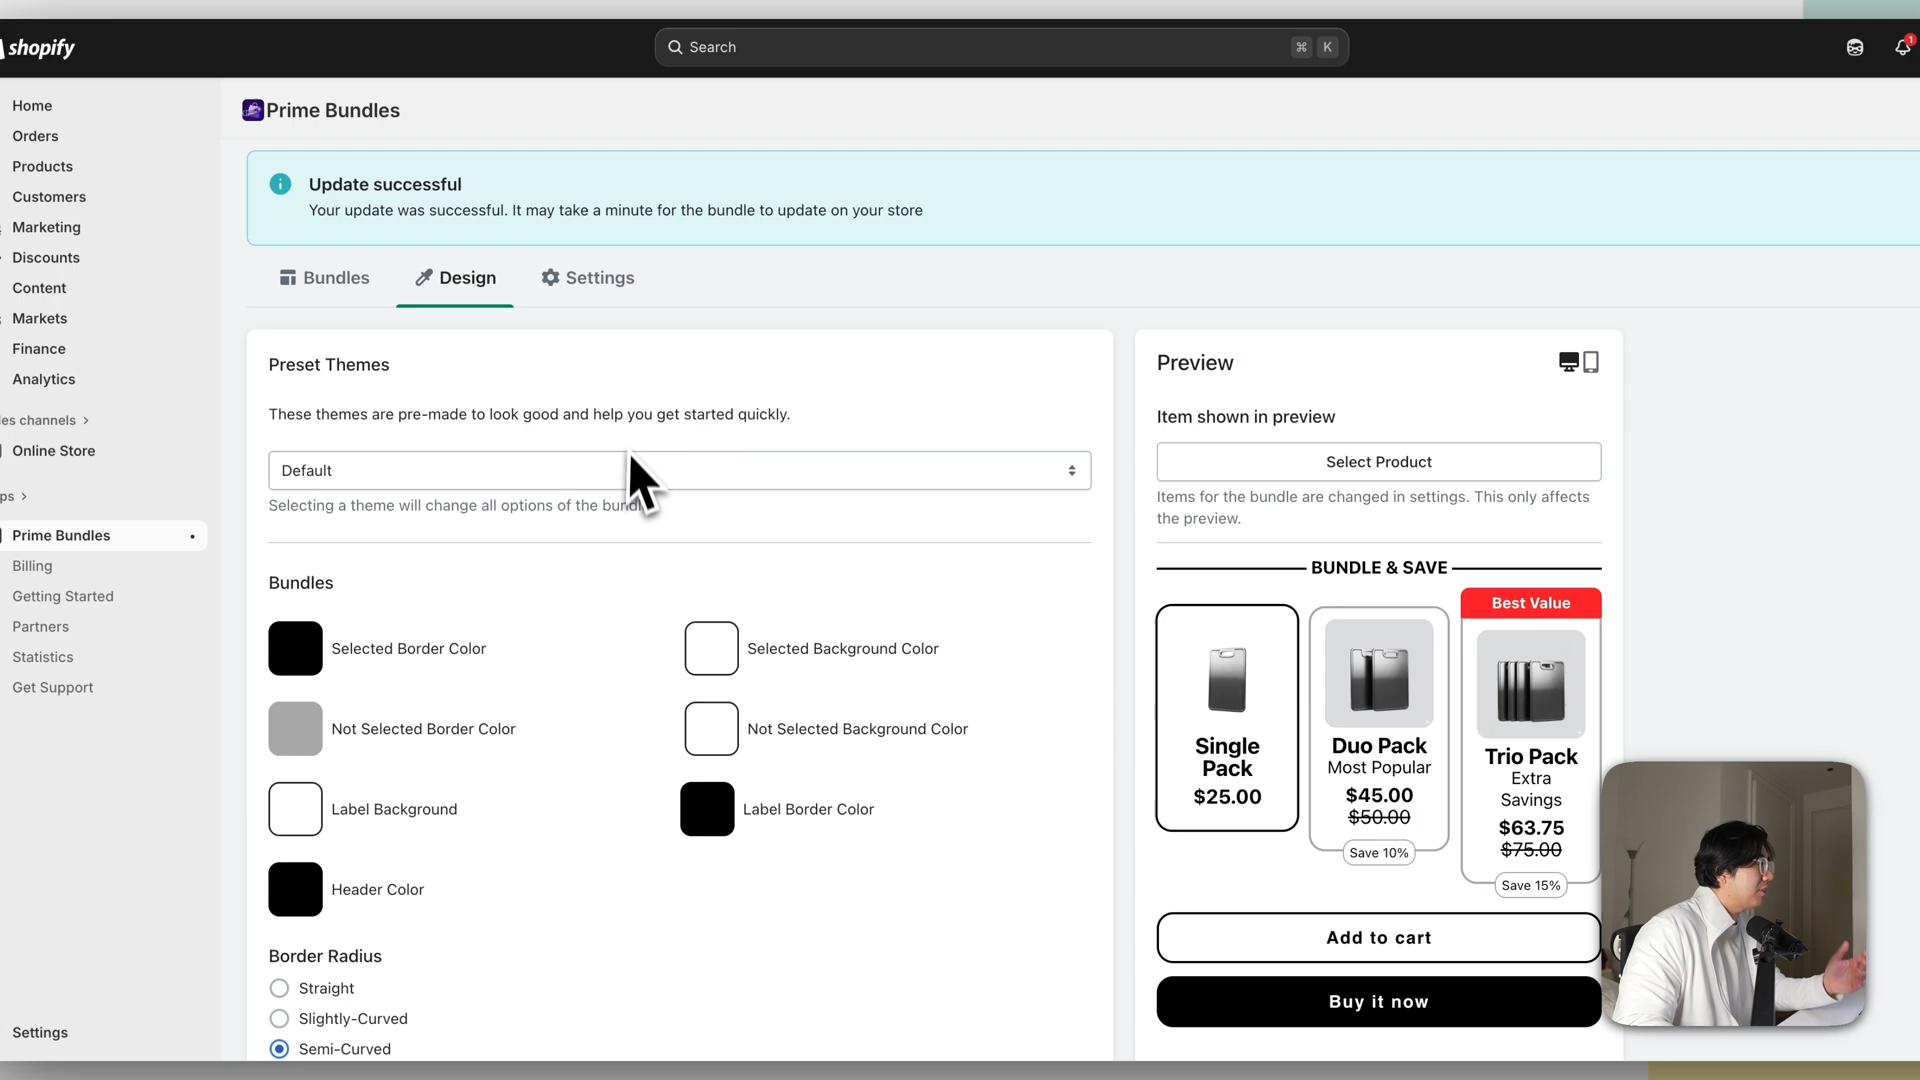 shopify
Search
⌘ K
1
Home
Orders
Products
Customers
Marketing
Discounts
Content
Markets
Finance
Analytics
les channels
Online Store
ps
Prime Bundles
Billing
Getting Started
Partners
Statistics
Get Support
Settings
Prime Bundles
Update successful
Your update was successful. It may take a minute for the bundle to update on your store
Bundles
Design
Settings
Preset Themes
These themes are pre-made to look good and help you get started quickly.
Default
Selecting a theme will change all options of the
Bundles
Selected Border Color
Selected Background Color
Not Selected Border Color
Not Selected Background Color
Label Background
Label Border Color
Header Color
Border Radius
Straight
Slightly-Curved
Semi-Curved
Preview
Item shown in preview
Select Product
Items for the bundle are changed in settings. This only affects
the preview.
BUNDLE & SAVE
Single
Pack
$25.00
Duo Pack
Most Popular
$45.00
$50.00
Save 10%
Best Value
Trio Pack
Extra
Savings
$63.75
$75.00
Save 15%
Add to cart
Buy it now